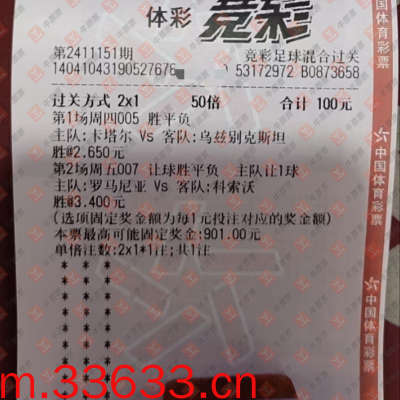 体彩 竞彩
第2411151期 竞彩足球混合过关
14041043190527678 53172972 B0873658
过关方式 2x1 50倍 合计 100元
第1场周四005 胜平负
主队:卡塔尔 Vs 客队:乌兹别克斯坦
胜@2.650元
第2场周五007 让球胜平负 主队让1球
主队:罗马尼亚 Vs 客队:科索沃
胜@3.400元
(选项固定奖金额为每1元投注对应的奖金额)
本票最高可能固定奖金:901.00元
单倍注数:2x1*1注;共1注
* * *
* * *
* * *
* * *
* * *
* * *
* * *
* * *
m.33633.cn
中国体育彩票
中国体育彩票
中国体育彩票